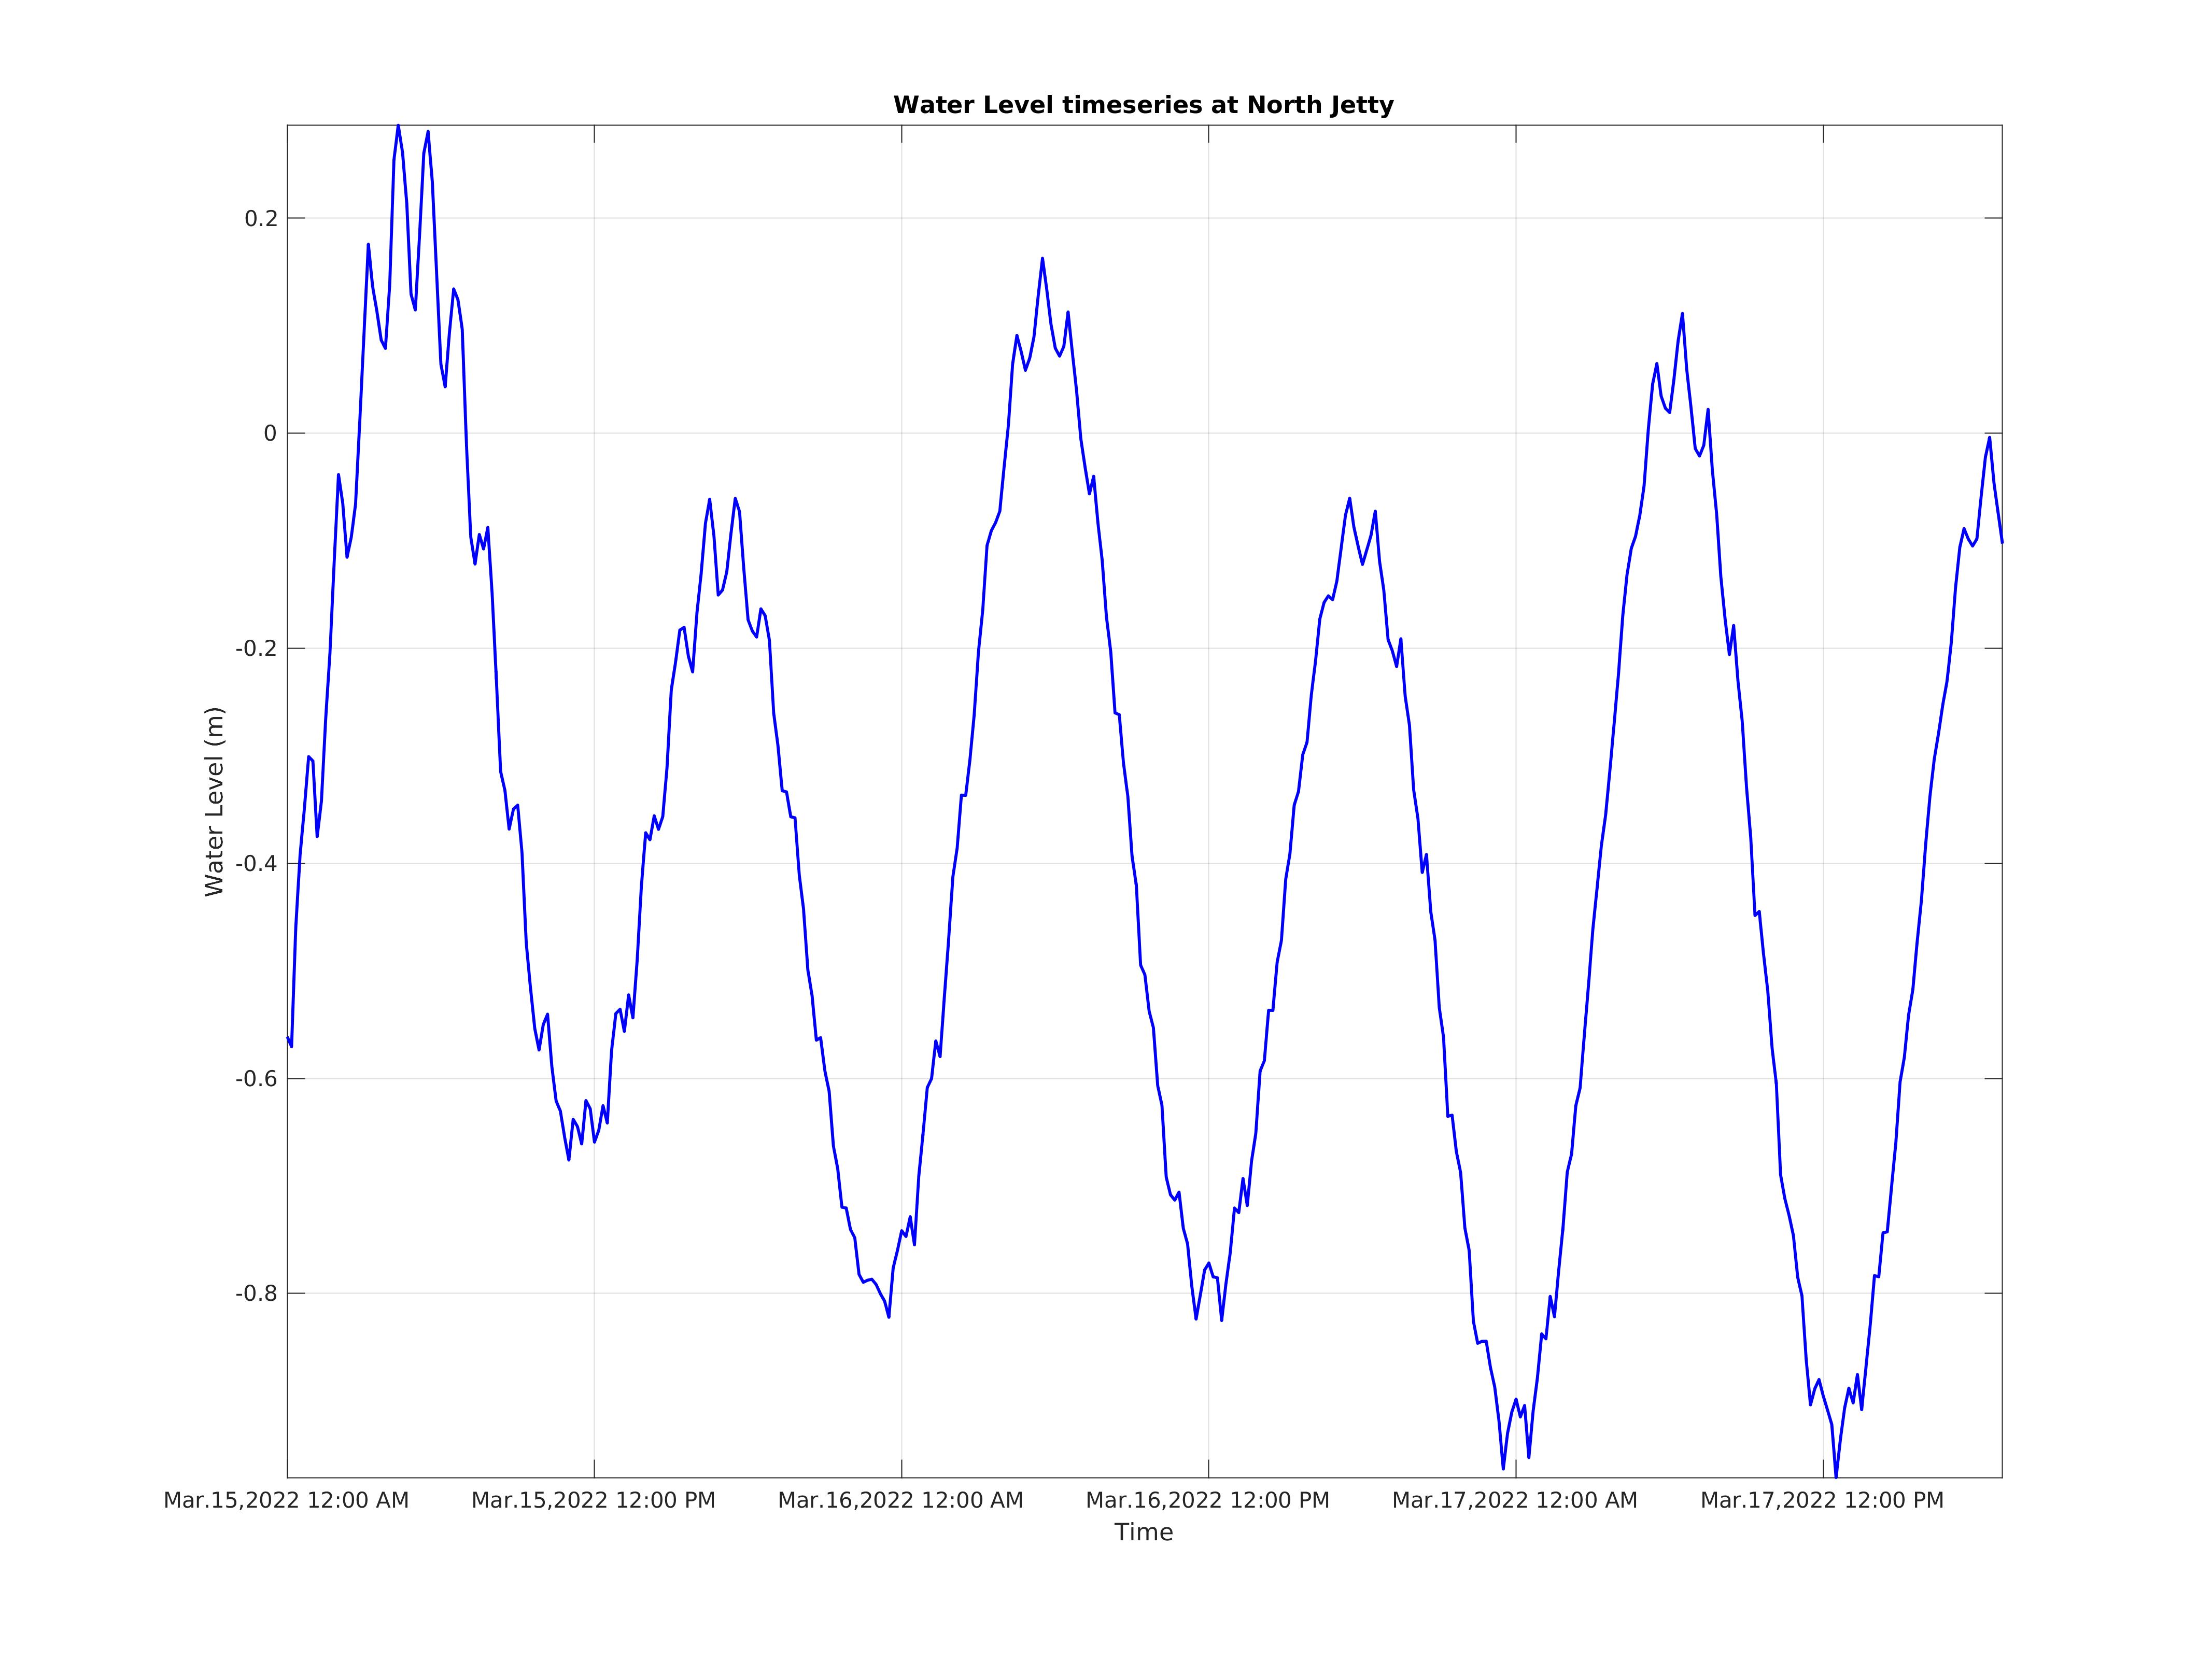 Water Level timeseries at North Jetty
0.2
0
-0.2
-0.4
-0.6
-0.8
Water Level (m)
Mar.15,2022 12:00 AM
Mar.15,2022 12:00 PM
Mar.16,2022 12:00 AM
Mar.16,2022 12:00 PM
Mar.17,2022 12:00 AM
Mar.17,2022 12:00 PM
Time